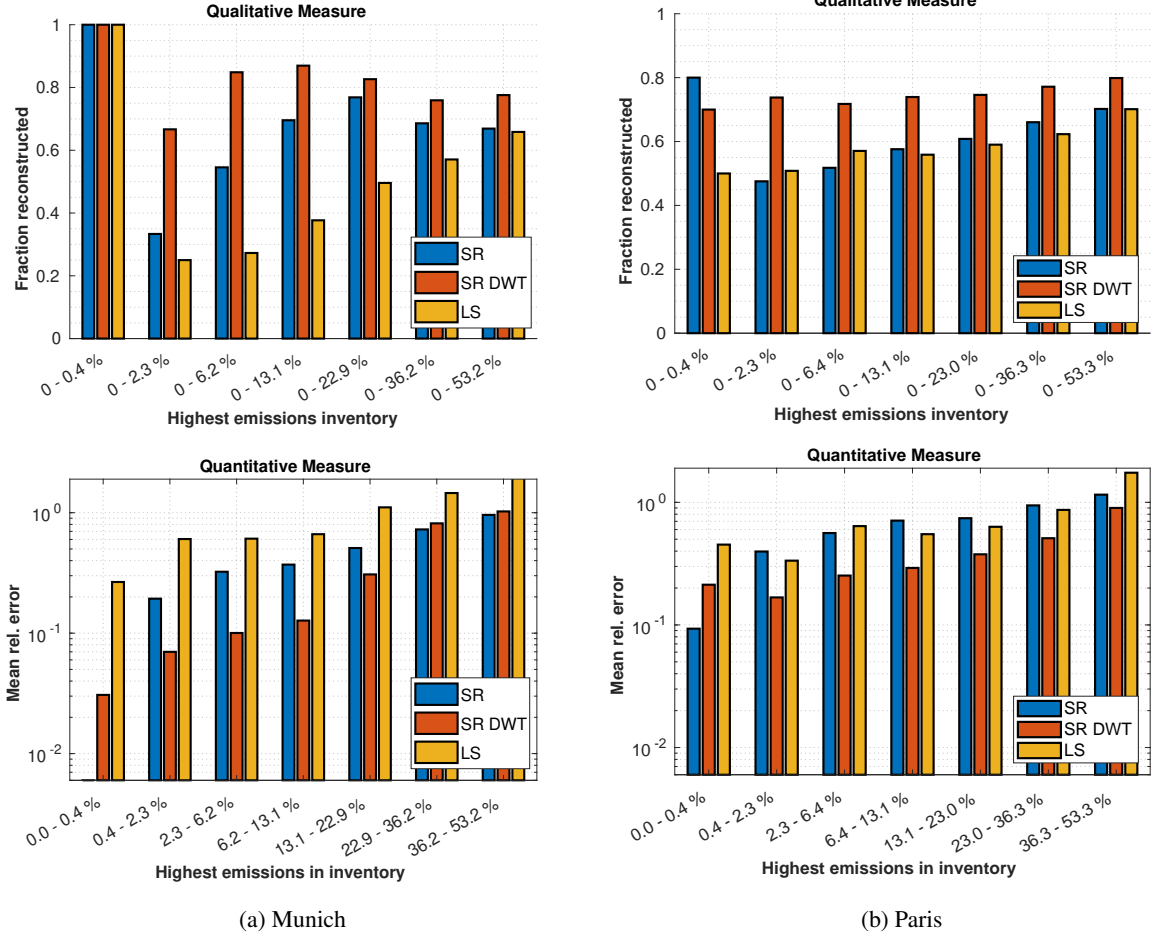 Qualitative Measure
1
0.8
0.6
0.4
0.2
0
Fraction reconstructed
SR
SR DWT
LS
0 - 0.4 %
0 - 2.3 %
0 - 6.2 %
0 - 13.1 %
0 - 22.9 %
0 - 36.2 %
0 - 53.2 %
Highest emissions inventory
Qualitative Measure
1
0.8
0.6
0.4
0.2
0
Fraction reconstructed
SR
SR DWT
LS
0 - 0.4 %
0 - 2.3 %
0 - 6.4 %
0 - 13.1 %
0 - 23.0 %
0 - 36.3 %
0 - 53.3 %
Highest emissions inventory
Quantitative Measure
10^0
10^-1
10^-2
Mean rel. error
SR
SR DWT
LS
0.0 - 0.4 %
0.4 - 2.3 %
2.3 - 6.2 %
6.2 - 13.1 %
13.1 - 22.9 %
22.9 - 36.2 %
36.2 - 53.2 %
Highest emissions in inventory
Quantitative Measure
10^0
10^-1
10^-2
Mean rel. error
SR
SR DWT
LS
0.0 - 0.4 %
0.4 - 2.3 %
2.3 - 6.4 %
6.4 - 13.1 %
13.1 - 23.0 %
23.0 - 36.3 %
36.3 - 53.3 %
Highest emissions in inventory
(a) Munich
(b) Paris